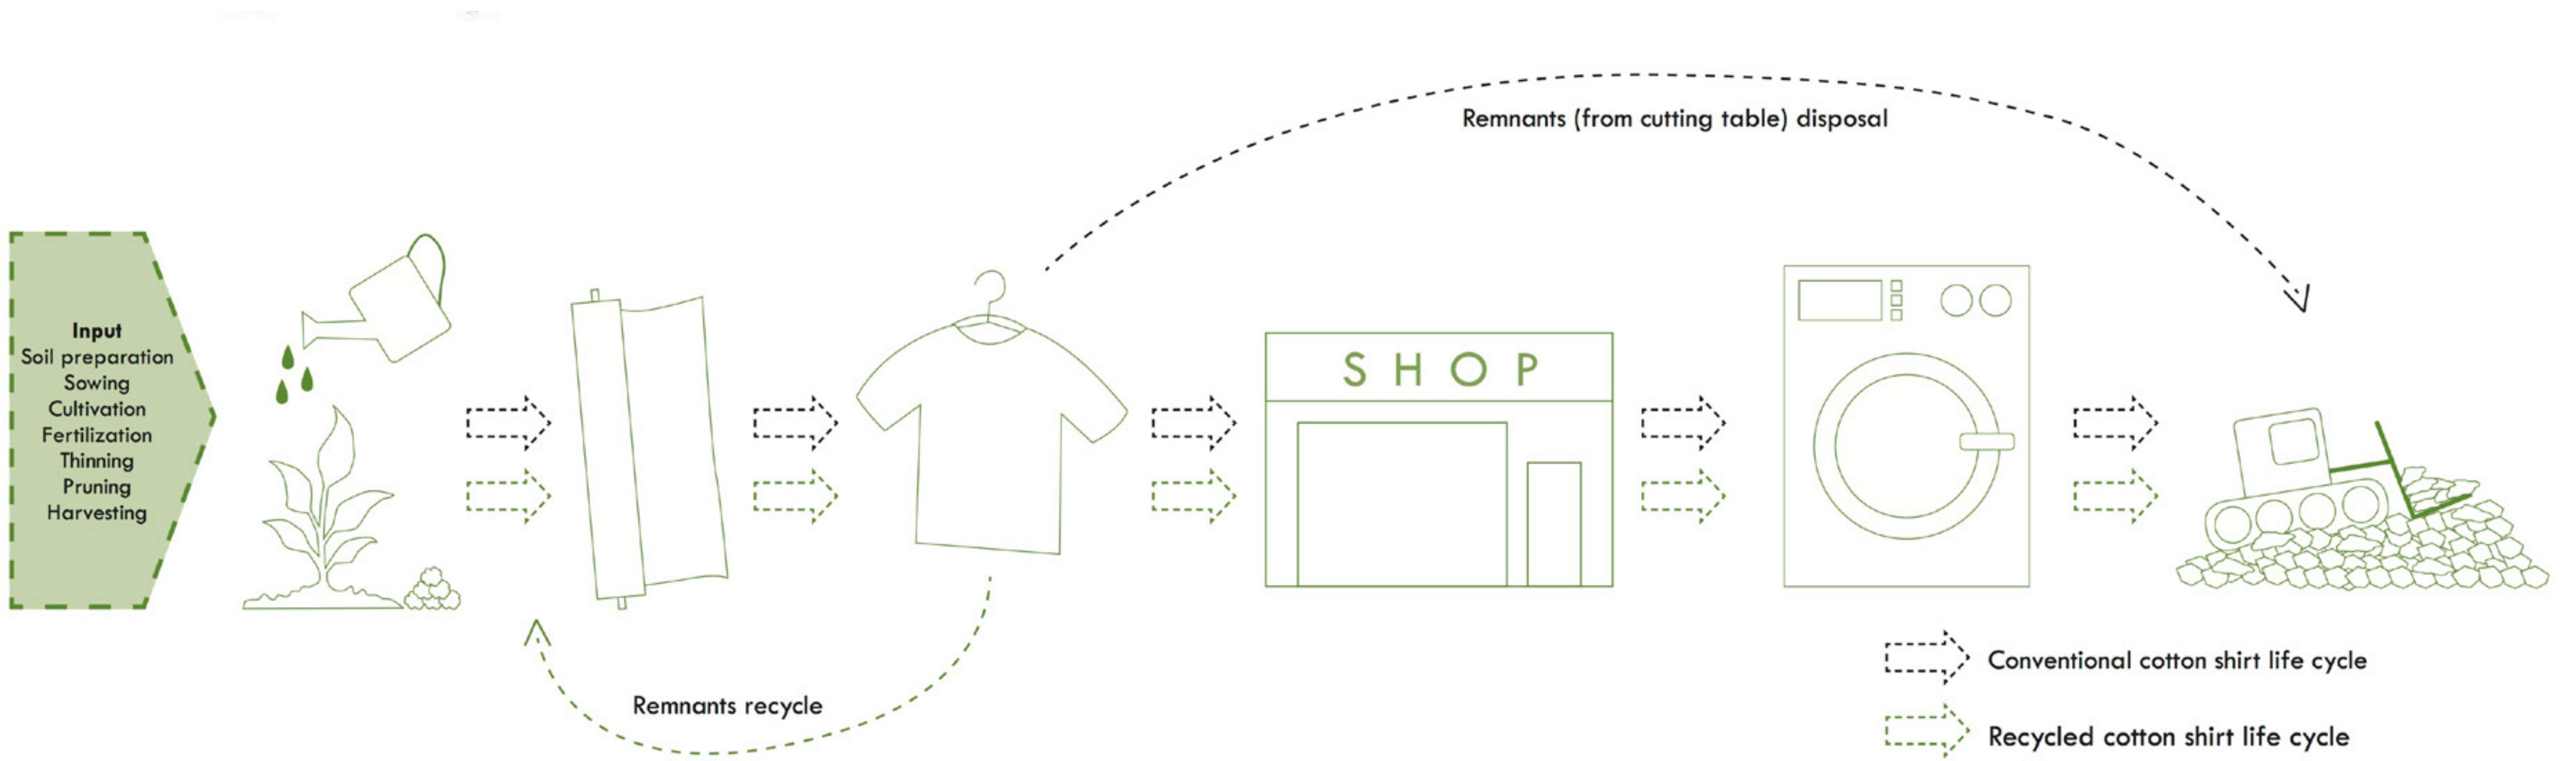 Remnants (from cutting table) disposal
Input
Soil preparation
Sowing
Cultivation
Fertilization
Thinning
Pruning
Harvesting
SHOP
Remnants recycle
Conventional cotton shirt life cycle
Recycled cotton shirt life cycle